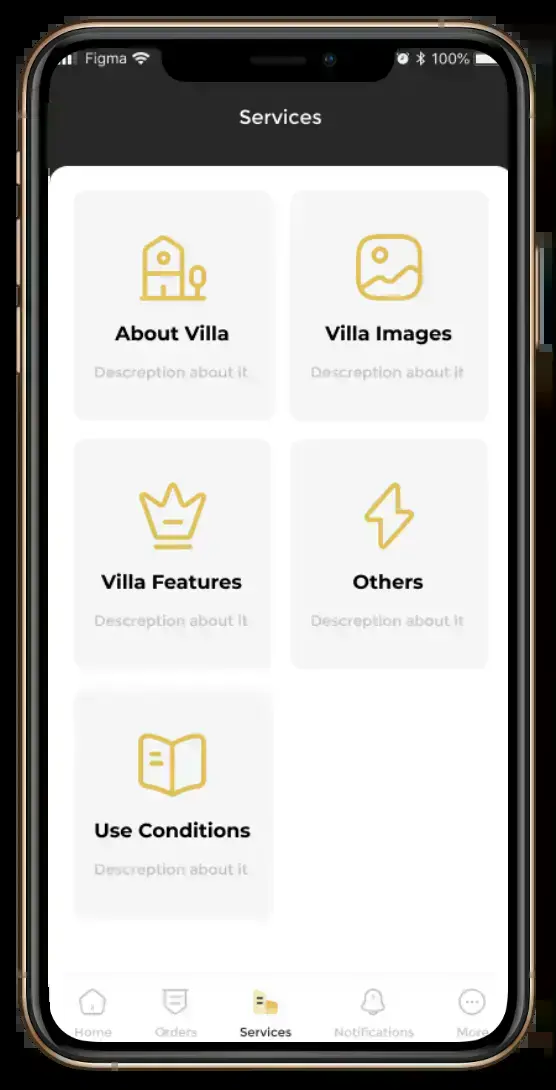 Figma 100%
Services
About Villa Villa Images
Descreption about it Descreption about it
Villa Features Others
Descreption about it Descreption about it
Use Conditions
Descreption about it
Home Orders Services Notifications More